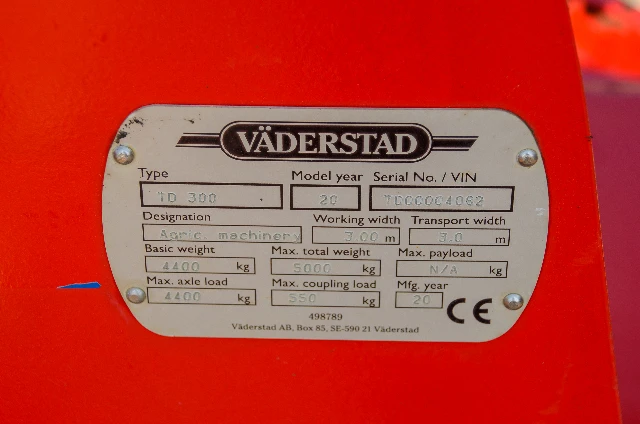 VÄDERSTAD
Type Model year Serial No. / VIN
TD 300 20 TD00004062
Designation Working width Transport width
Agric. machinery 3.00 m 3.0 m
Basic weight Max. total weight Max. payload
4400 kg 5000 kg N/A kg
Max. axle load Max. coupling load Mfg. year
4400 kg 550 kg 20 CE
498789
Väderstad AB, Box 85, SE-590 21 Väderstad